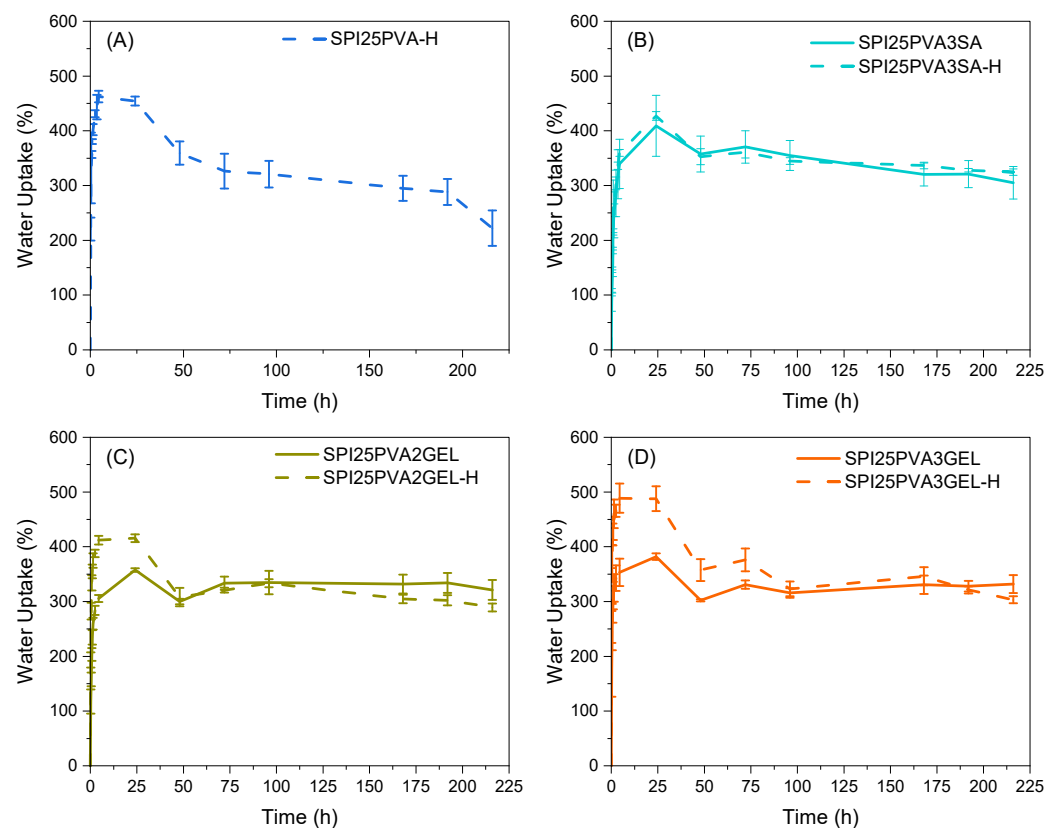 (A)
SPI25PVA-H
600
500
400
300
200
100
0
Water Uptake (%)
0 50 100 150 200
Time (h)
(B)
SPI25PVA3SA
SPI25PVA3SA-H
600
500
400
300
200
100
0
Water Uptake (%)
0 25 50 75 100 125 150 175 200 225
Time (h)
(C)
SPI25PVA2GEL
SPI25PVA2GEL-H
600
500
400
300
200
100
0
Water Uptake (%)
0 25 50 75 100 125 150 175 200 225
Time (h)
(D)
SPI25PVA3GEL
SPI25PVA3GEL-H
600
500
400
300
200
100
0
Water Uptake (%)
0 25 50 75 100 125 150 175 200 225
Time (h)